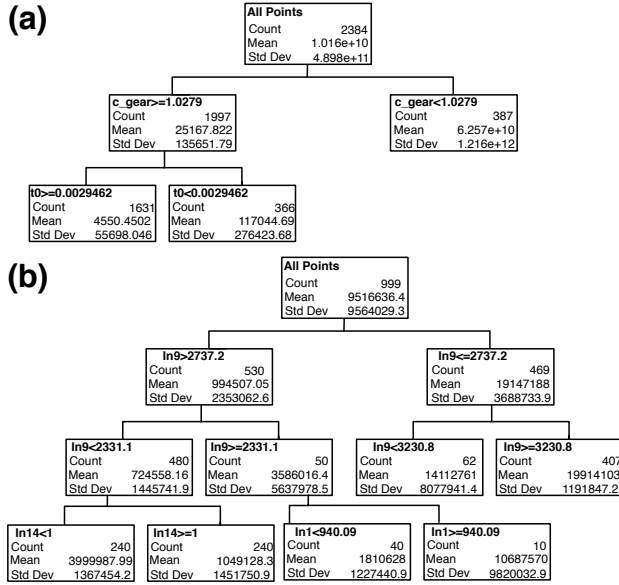 (a)
All Points
Count 2384
Mean 1.016e+10
Std Dev 4.898e+11
c_gear>=1.0279
Count 1997
Mean 25167.822
Std Dev 135651.79
c_gear<1.0279
Count 387
Mean 6.257e+10
Std Dev 1.216e+12
t0>=0.0029462
Count 1631
Mean 4550.4502
Std Dev 55698.046
t0<0.0029462
Count 366
Mean 117044.69
Std Dev 276423.68
(b)
All Points
Count 999
Mean 9516636.4
Std Dev 9564029.3
In9>2737.2
Count 530
Mean 994507.05
Std Dev 2353062.6
In9<=2737.2
Count 469
Mean 19147188
Std Dev 3688733.9
In9<2331.1
Count 480
Mean 724558.16
Std Dev 1445741.9
In9>=2331.1
Count 50
Mean 3586016.4
Std Dev 5637978.5
In9<3230.8
Count 62
Mean 14112761
Std Dev 8077941.4
In9>=3230.8
Count 407
Mean 19914103
Std Dev 1191847.2
In14<1
Count 240
Mean 3999987.99
Std Dev 1367454.2
In14>=1
Count 240
Mean 1049128.3
Std Dev 1451750.9
In1<940.09
Count 40
Mean 1810628
Std Dev 1227440.9
In1>=940.09
Count 10
Mean 10687570
Std Dev 9820032.9